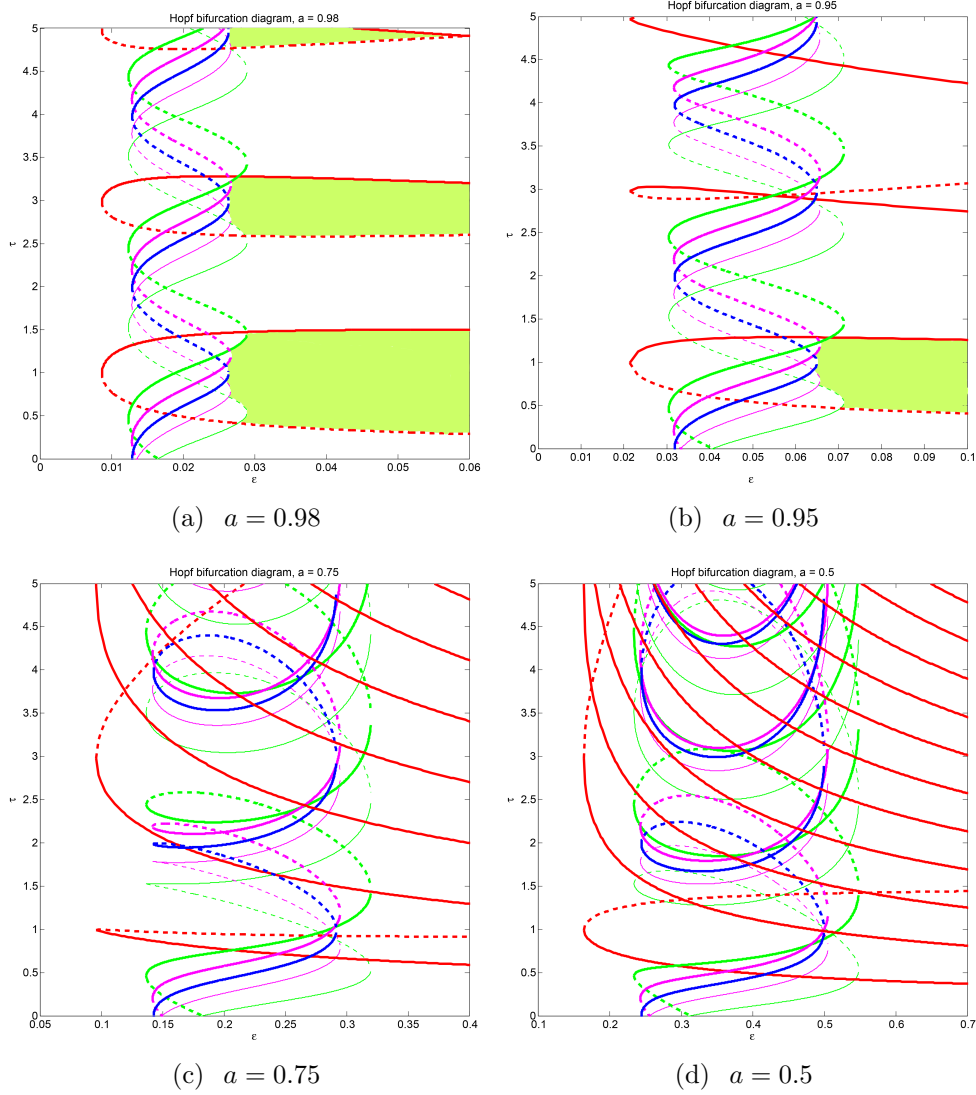 Hopf bifurcation diagram, a = 0.98
5
4.5
4
3.5
3
2.5
2
1.5
1
0.5
0
τ
0 0.01 0.02 0.03 0.04 0.05 0.06
ε
(a) a = 0.98
Hopf bifurcation diagram, a = 0.95
5
4.5
4
3.5
3
2.5
2
1.5
1
0.5
0
τ
0 0.01 0.02 0.03 0.04 0.05 0.06 0.07 0.08 0.09 0.1
ε
(b) a = 0.95
Hopf bifurcation diagram, a = 0.75
5
4.5
4
3.5
3
2.5
2
1.5
1
0.5
0
τ
0.05 0.1 0.15 0.2 0.25 0.3 0.35 0.4
ε
(c) a = 0.75
Hopf bifurcation diagram, a = 0.5
5
4.5
4
3.5
3
2.5
2
1.5
1
0.5
0
τ
0.1 0.2 0.3 0.4 0.5 0.6 0.7
ε
(d) a = 0.5